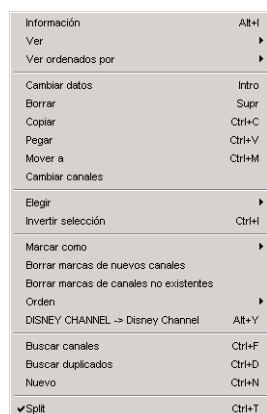 Información Alt+I
Ver
Ver ordenados por
Cambiar datos Intro
Borrar Supr
Copiar Ctrl+C
Pegar Ctrl+V
Mover a Ctrl+M
Cambiar canales
Elegir
Invertir selección Ctrl+I
Marcar como
Borrar marcas de nuevos canales
Borrar marcas de canales no existentes
Orden
DISNEY CHANNEL -> Disney Channel Alt+Y
Buscar canales Ctrl+F
Buscar duplicados Ctrl+D
Nuevo Ctrl+N
Split Ctrl+T